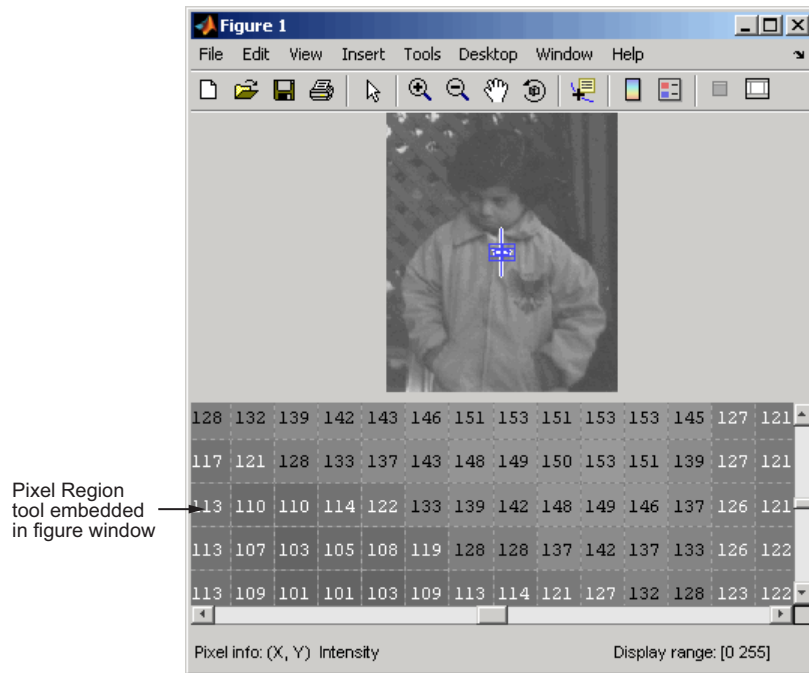 Figure 1
File Edit View Insert Tools Desktop Window Help
128 132 139 142 143 146 151 153 151 153 153 145 127 121
117 121 128 133 137 143 148 149 150 153 151 139 127 121
Pixel Region
tool embedded
in figure window
113 110 110 114 122 133 139 142 148 149 146 137 126 121
113 107 103 105 108 119 128 128 137 142 137 133 126 122
113 109 101 101 103 109 113 114 121 127 132 128 123 122
Pixel info: (X, Y) Intensity
Display range: [0 255]